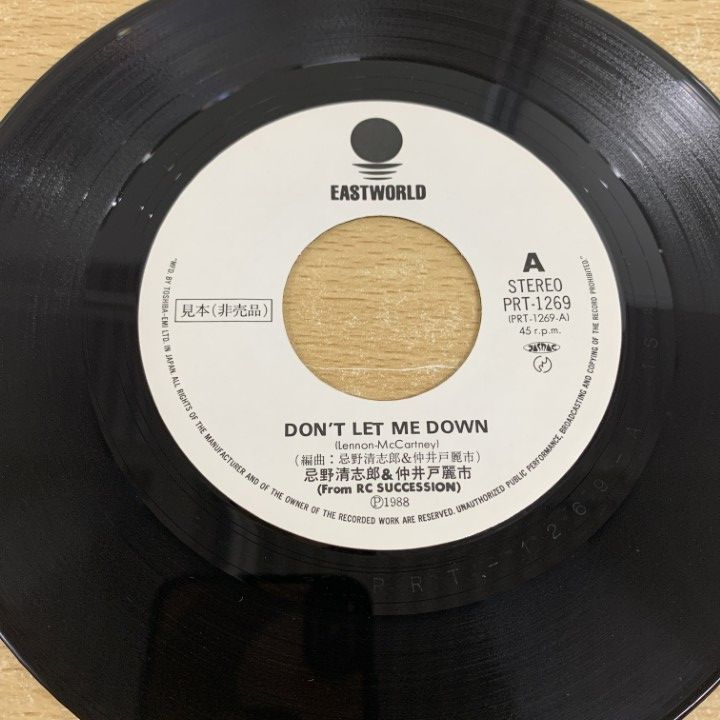 EASTWORLD
見本(非売品)
A
STEREO
PRT-1269
(PRT-1269-A)
45 r.p.m.
JASRAC
DON'T LET ME DOWN
(Lennon-McCartney)
(編曲:忌野清志郎&仲井戸麗市)
忌野清志郎&仲井戸麗市
(From RC SUCCESSION)
Ⓟ1988
"MFD. BY TOSHIBA-EMI LTD. IN JAPAN ALL RIGHTS OF THE MANUFACTURER AND OF THE OWNER OF THE RECORDED WORK ARE RESERVED. UNAUTHORIZED PUBLIC PERFORMANCE, BROADCASTING AND COPYING OF THE RECORD PROHIBITED."
PRT-1269-